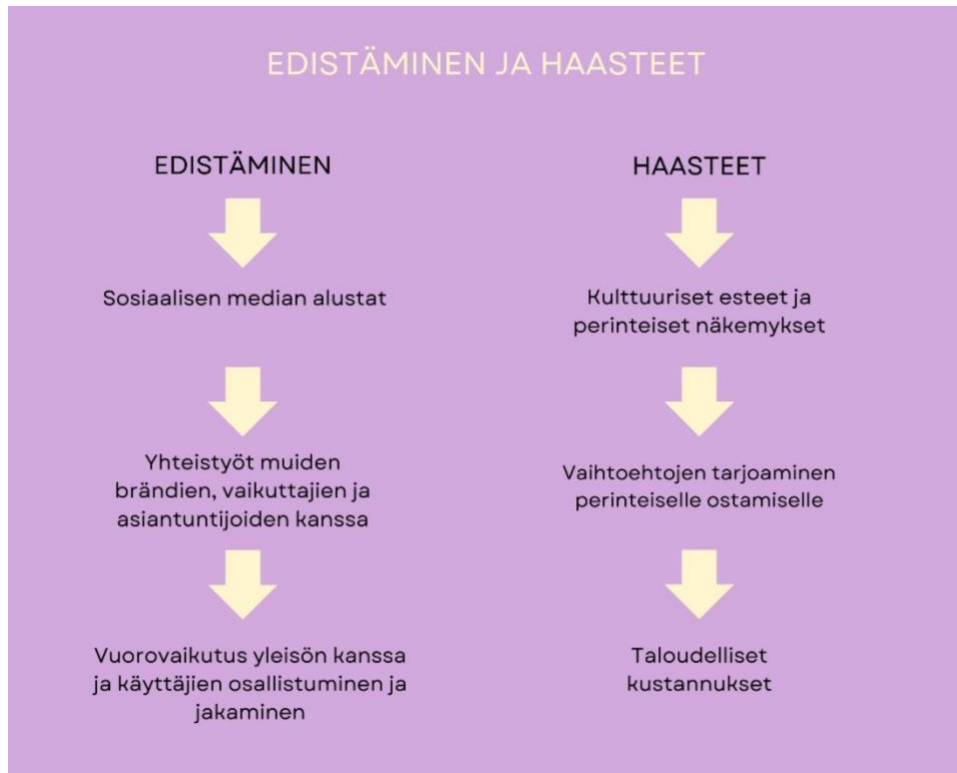 EDISTÄMINEN JA HAASTEET
EDISTÄMINEN
Sosiaalisen median alustat
Yhteistyöt muiden
brändien, vaikuttajien ja
asiantuntijoiden kanssa
Vuorovaikutus yleisön kanssa
ja käyttäjien osallistuminen ja
jakaminen
HAASTEET
Kulttuuriset esteet ja
perinteiset näkemykset
Vaihtoehtojen tarjoaminen
perinteiselle ostamiselle
Taloudelliset
kustannukset